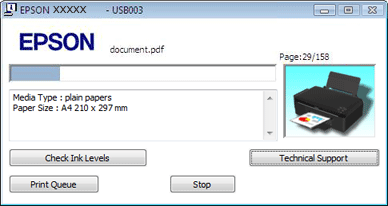 EPSON XXXXX - USB003
EPSON
document.pdf
Page:29/158
Media Type : plain papers
Paper Size : A4 210 x 297 mm
Check Ink Levels
Technical Support
Print Queue
Stop